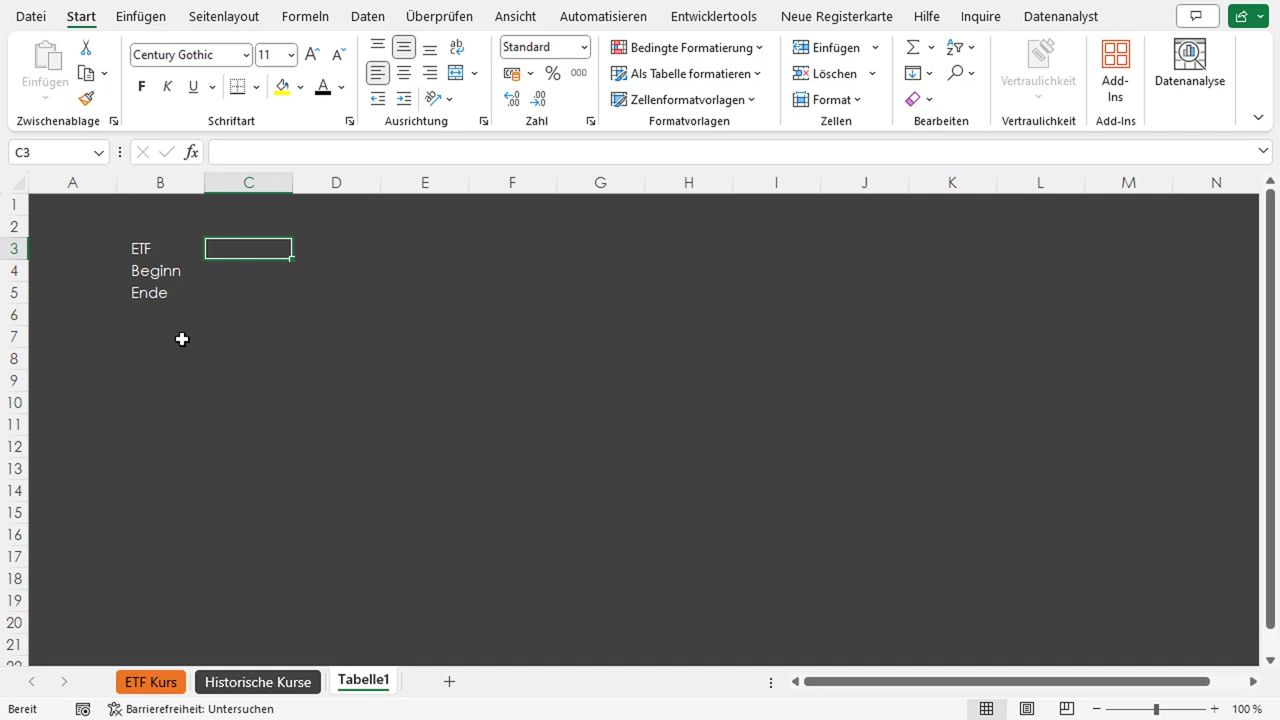 Datei Start Einfügen Seitenlayout Formeln Daten Überprüfen Ansicht Automatisieren Entwicklertools Neue Registerkarte Hilfe Inquire Datenanalyst
Einfügen
Zwischenablage
Century Gothic 11
F K U A
Schriftart
ab
Ausrichtung
Standard
% 000
Zahl
Bedingte Formatierung
Als Tabelle formatieren
Zellenformatvorlagen
Formatvorlagen
Einfügen
Löschen
Format
Zellen
Bearbeiten
Vertraulichkeit
Vertraulichkeit
Add-Ins
Add-Ins
Datenanalyse
C3 fx
A B C D E F G H I J K L M N
1
2
3 ETF
4 Beginn
5 Ende
6
7
8
9
10
11
12
13
14
15
16
17
18
19
20
21
ETF Kurs Historische Kurse Tabelle1
Bereit Barrierefreiheit: Untersuchen 100 %